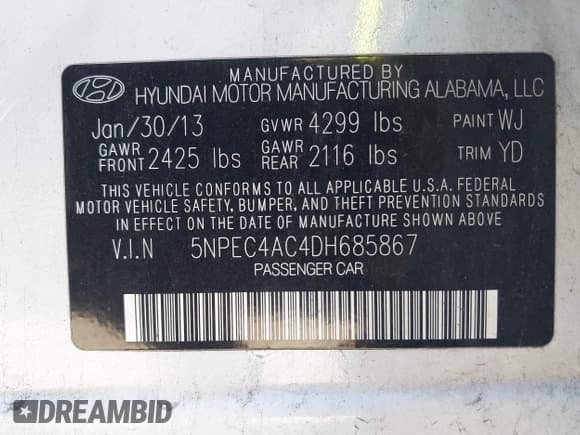 MANUFACTURED BY
HYUNDAI MOTOR MANUFACTURING ALABAMA, LLC
Jan/30/13 GVWR 4299 lbs PAINT WJ
GAWR FRONT 2425 lbs GAWR REAR 2116 lbs TRIM YD
THIS VEHICLE CONFORMS TO ALL APPLICABLE U.S.A. FEDERAL
MOTOR VEHICLE SAFETY, BUMPER, AND THEFT PREVENTION STANDARDS
IN EFFECT ON THE DATE OF MANUFACTURE SHOWN ABOVE.
V.I.N 5NPEC4AC4DH685867
PASSENGER CAR
DREAMBID